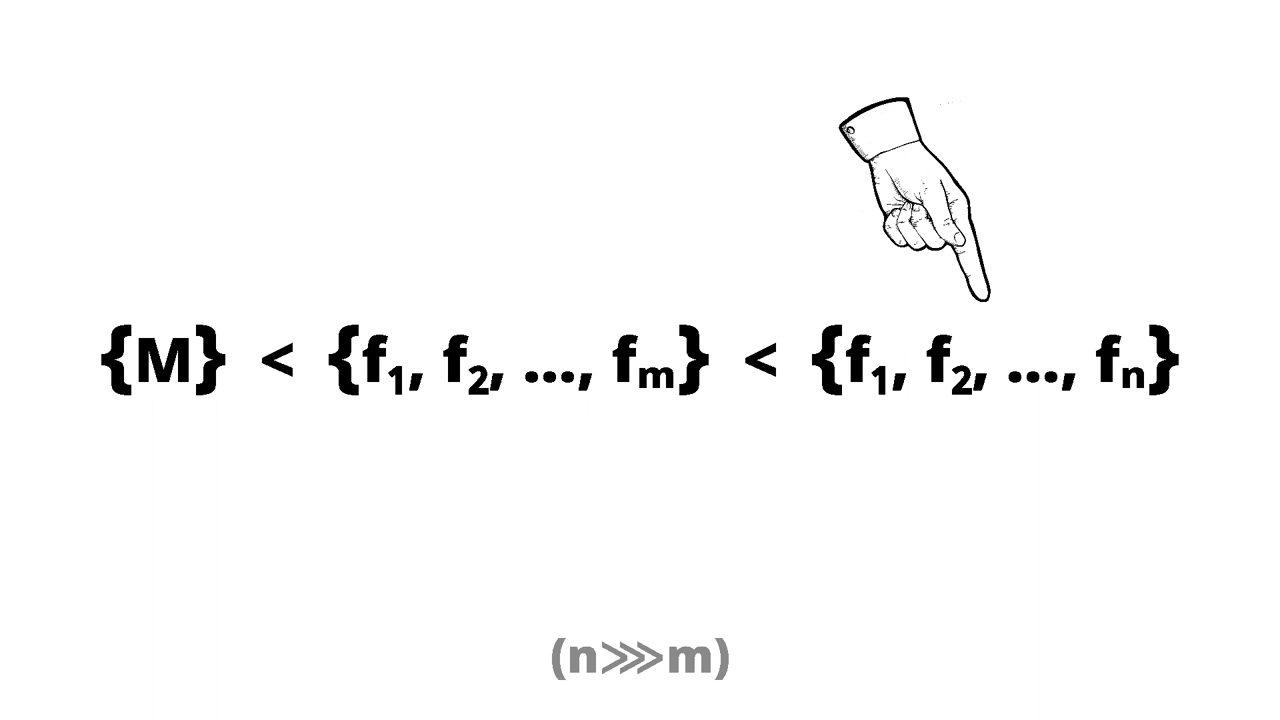 {M} < {f₁, f₂, ..., fₘ} < {f₁, f₂, ..., fₙ}
(n⋙m)